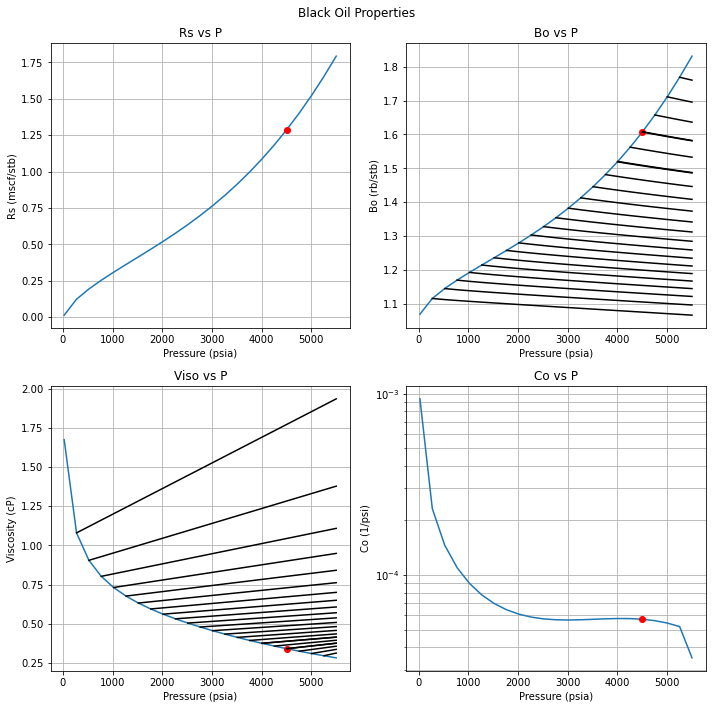 Black Oil Properties
Rs vs P
Rs (mscf/stb)
1.75
1.50
1.25
1.00
0.75
0.50
0.25
0.00
0 1000 2000 3000 4000 5000
Pressure (psia)
Bo vs P
Bo (rb/stb)
1.8
1.7
1.6
1.5
1.4
1.3
1.2
1.1
0 1000 2000 3000 4000 5000
Pressure (psia)
Viso vs P
Viscosity (cP)
2.00
1.75
1.50
1.25
1.00
0.75
0.50
0.25
0 1000 2000 3000 4000 5000
Pressure (psia)
Co vs P
Co (1/psi)
10⁻³
10⁻⁴
0 1000 2000 3000 4000 5000
Pressure (psia)